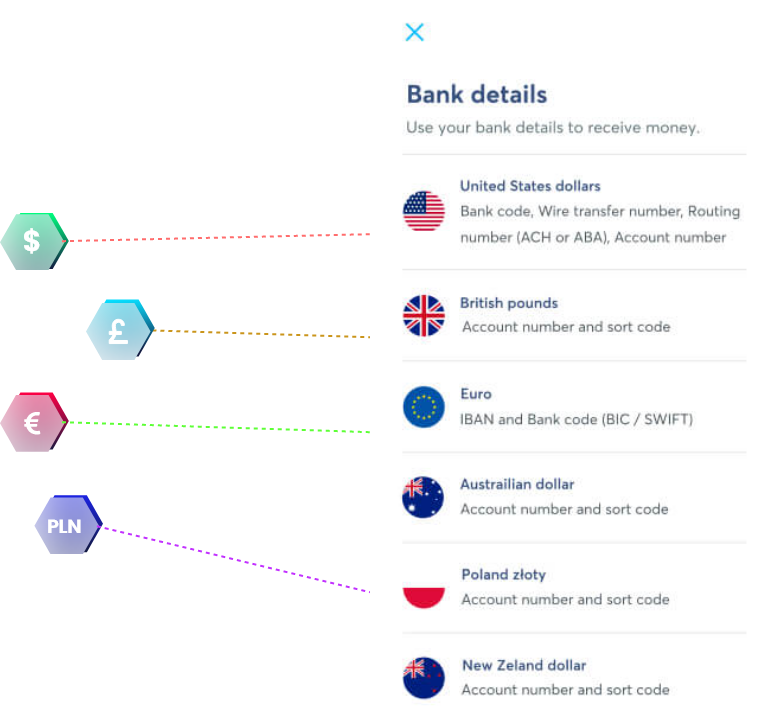 Bank details
Use your bank details to receive money.
United States dollars
Bank code, Wire transfer number, Routing
number (ACH or ABA), Account number
$
£
British pounds
Account number and sort code
€
Euro
IBAN and Bank code (BIC / SWIFT)
Austrailian dollar
Account number and sort code
PLN
Poland złoty
Account number and sort code
New Zeland dollar
Account number and sort code